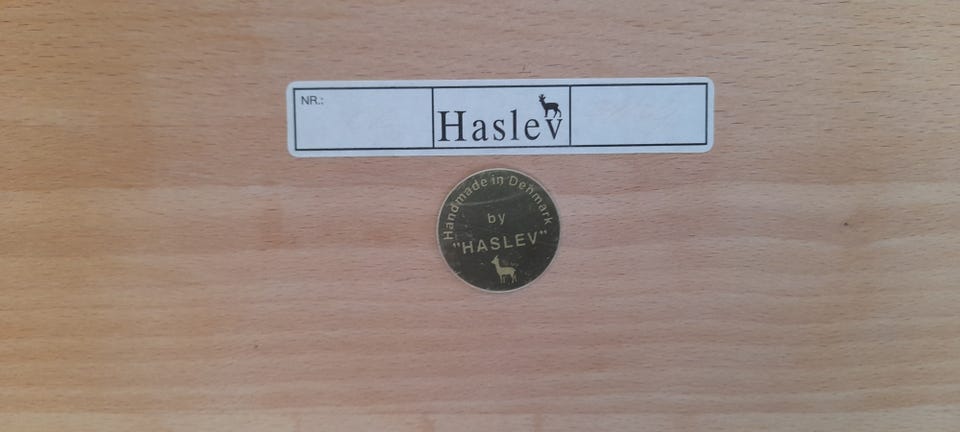 NR.:
Haslev
Handmade in Denmark
by
"HASLEV"